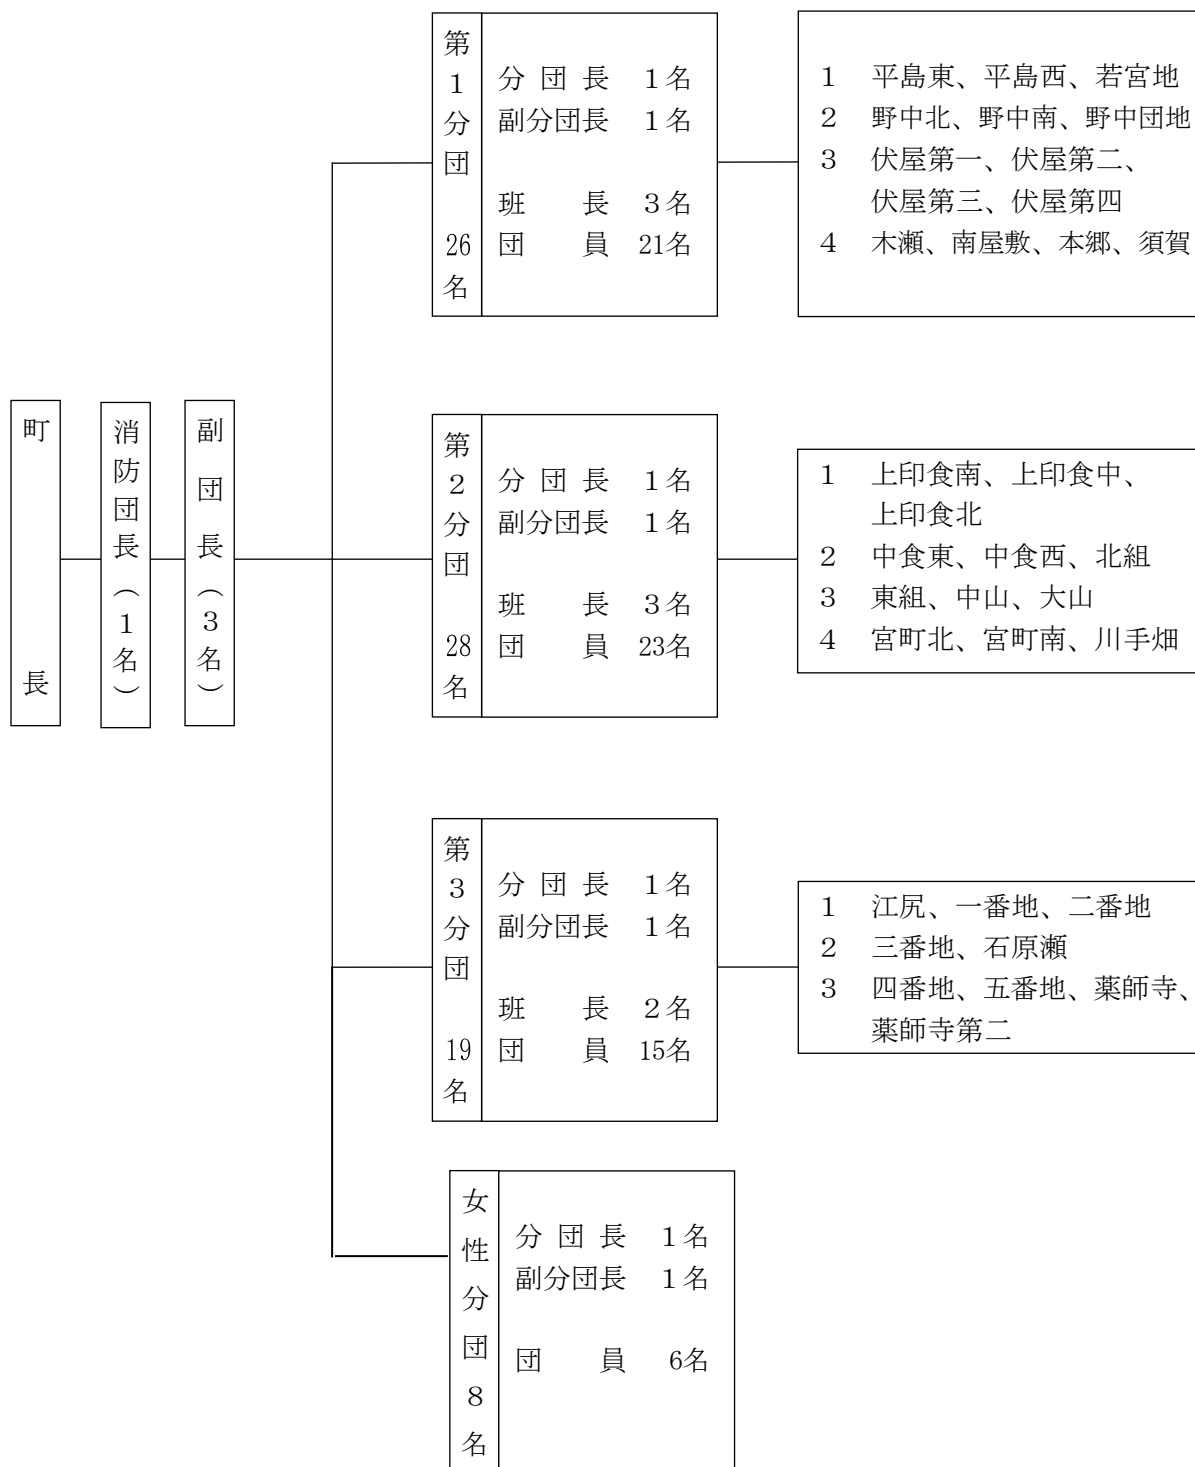 町長
消防団長（1名）
副団長（3名）
第1分団 26名
分団長 1名
副分団長 1名
班長 3名
団員 21名
1 平島東、平島西、若宮地
2 野中北、野中南、野中団地
3 伏屋第一、伏屋第二、
伏屋第三、伏屋第四
4 木瀬、南屋敷、本郷、須賀
第2分団 28名
分団長 1名
副分団長 1名
班長 3名
団員 23名
1 上印食南、上印食中、
上印食北
2 中食東、中食西、北組
3 東組、中山、大山
4 宮町北、宮町南、川手畑
第3分団 19名
分団長 1名
副分団長 1名
班長 2名
団員 15名
1 江尻、一番地、二番地
2 三番地、石原瀬
3 四番地、五番地、薬師寺、
薬師寺第二
女性分団8名
分団長 1名
副分団長 1名
団員 6名